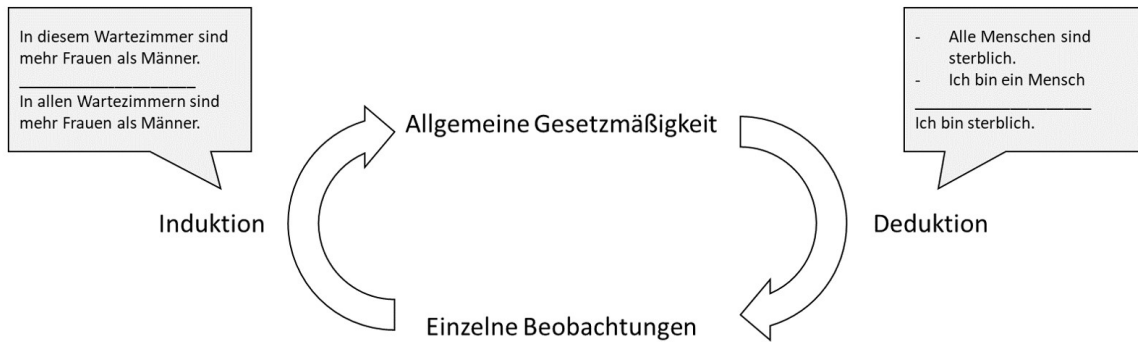 In diesem Wartezimmer sind
mehr Frauen als Männer.
In allen Wartezimmern sind
mehr Frauen als Männer.
- Alle Menschen sind
sterblich.
- Ich bin ein Mensch
Ich bin sterblich.
Allgemeine Gesetzmäßigkeit
Induktion
Deduktion
Einzelne Beobachtungen